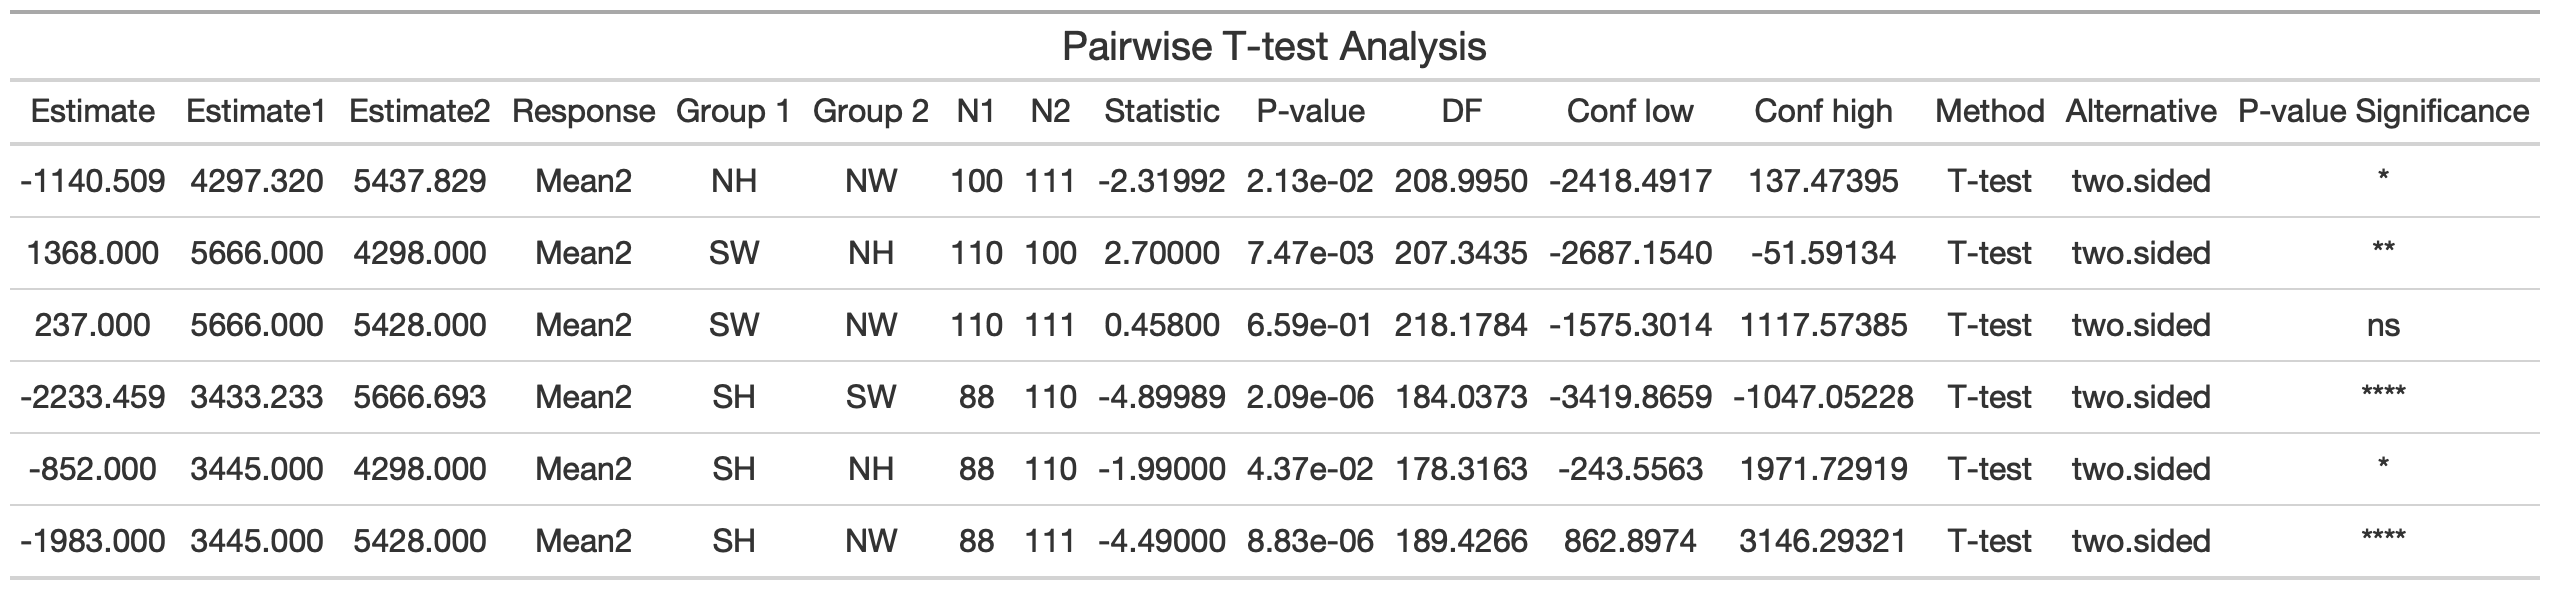 Pairwise T-test Analysis
Estimate Estimate1 Estimate2 Response Group 1 Group 2 N1 N2 Statistic P-value DF Conf low Conf high Method Alternative P-value Significance
-1140.509 4297.320 5437.829 Mean2 NH NW 100 111 -2.31992 2.13e-02 208.9950 -2418.4917 137.47395 T-test two.sided *
1368.000 5666.000 4298.000 Mean2 SW NH 110 100 2.70000 7.47e-03 207.3435 -2687.1540 -51.59134 T-test two.sided **
237.000 5666.000 5428.000 Mean2 SW NW 110 111 0.45800 6.59e-01 218.1784 -1575.3014 1117.57385 T-test two.sided ns
-2233.459 3433.233 5666.693 Mean2 SH SW 88 110 -4.89989 2.09e-06 184.0373 -3419.8659 -1047.05228 T-test two.sided ****
-852.000 3445.000 4298.000 Mean2 SH NH 88 110 -1.99000 4.37e-02 178.3163 -243.5563 1971.72919 T-test two.sided *
-1983.000 3445.000 5428.000 Mean2 SH NW 88 111 -4.49000 8.83e-06 189.4266 862.8974 3146.29321 T-test two.sided ****